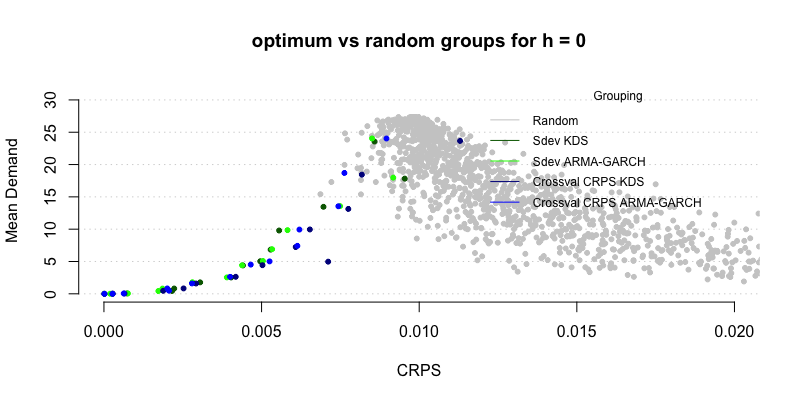 optimum vs random groups for h = 0
Mean Demand
30
25
20
15
10
5
0
Grouping
Random
Sdev KDS
Sdev ARMA-GARCH
Crossval CRPS KDS
Crossval CRPS ARMA-GARCH
0.000 0.005 0.010 0.015 0.020
CRPS